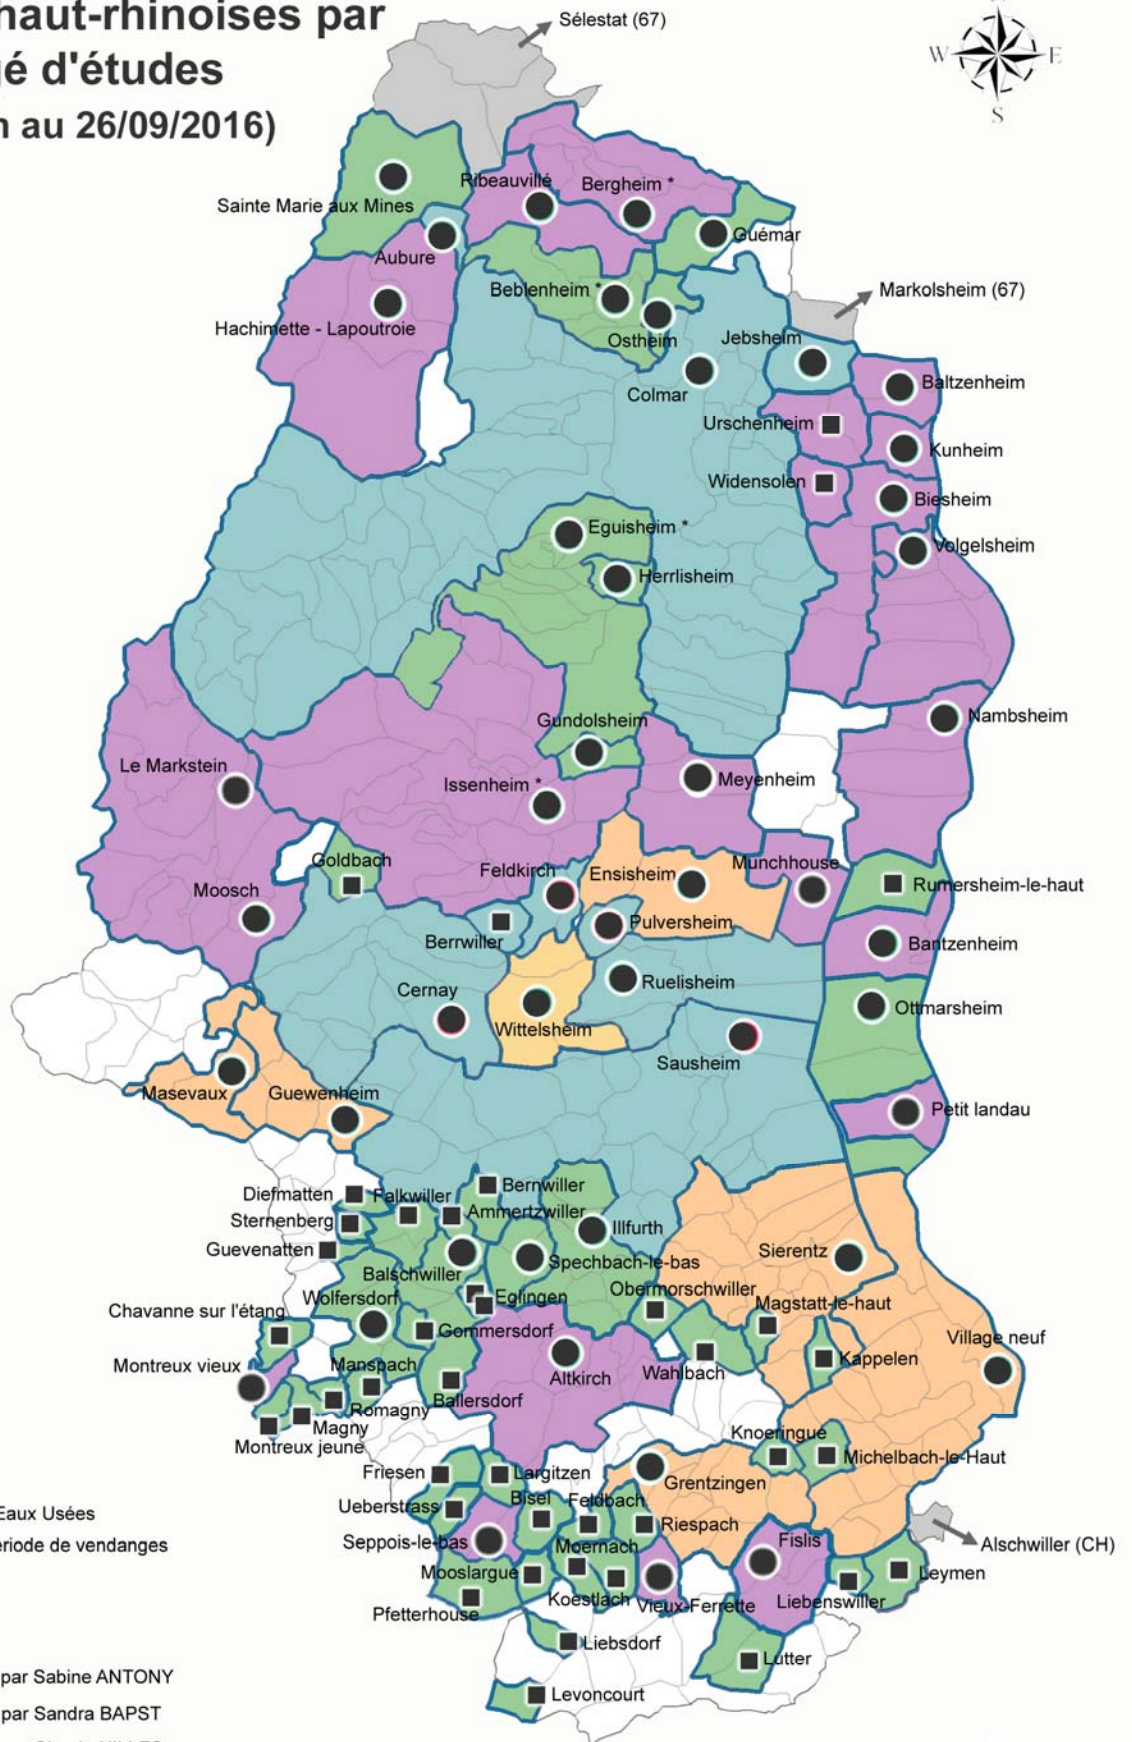 haut-rhinoises par
é d'études
au 26/09/2016)
Sélestat (67)
W E
S
Sainte Marie aux Mines
Ribeauvillé
Bergheim *
Guémar
Aubure
Beblenheim *
Markolsheim (67)
Hachimette - Lapoutroie
Ostheim
Jebsheim
Colmar
Baltzenheim
Urschenheim
Kunheim
Widensolen
Biesheim
Eguisheim *
Volgelsheim
Herrlisheim
Gundolsheim
Nambsheim
Le Markstein
Issenheim *
Meyenheim
Goldbach
Feldkirch
Ensisheim
Munchhouse
Moosch
Rumersheim-le-haut
Berrwiller
Pulversheim
Bantzenheim
Cernay
Ruelisheim
Ottmarsheim
Wittelsheim
Sausheim
Masevaux
Guewenheim
Petit landau
Diefmatten
Falkwiller
Bernwiller
Sternenberg
Ammertzwiller
Illfurth
Guevenatten
Spechbach-le-bas
Sierentz
Balschwiller
Obermorschwiller
Wolfersdorf
Eglingen
Magstatt-le-haut
Chavanne sur l'étang
Gommersdorf
Village neuf
Montreux vieux
Manspach
Altkirch
Wahlbach
Kappelen
Ballersdorf
Romagny
Magny
Montreux jeune
Knoeringué
Michelbach-le-Haut
Friesen
Largitzen
Grentzingen
Ueberstrass
Bisel
Feldbach
Eaux Usées
Riespach
Seppois-le-bas
Moernach
Fislis
Alschwiller (CH)
ériode de vendanges
Mooslargue
Leymen
Koestlach
Vieux-Ferrette
Liebenswiller
Pfetterhouse
Liebsdorf
Lutter
par Sabine ANTONY
Levoncourt
par Sandra BAPST